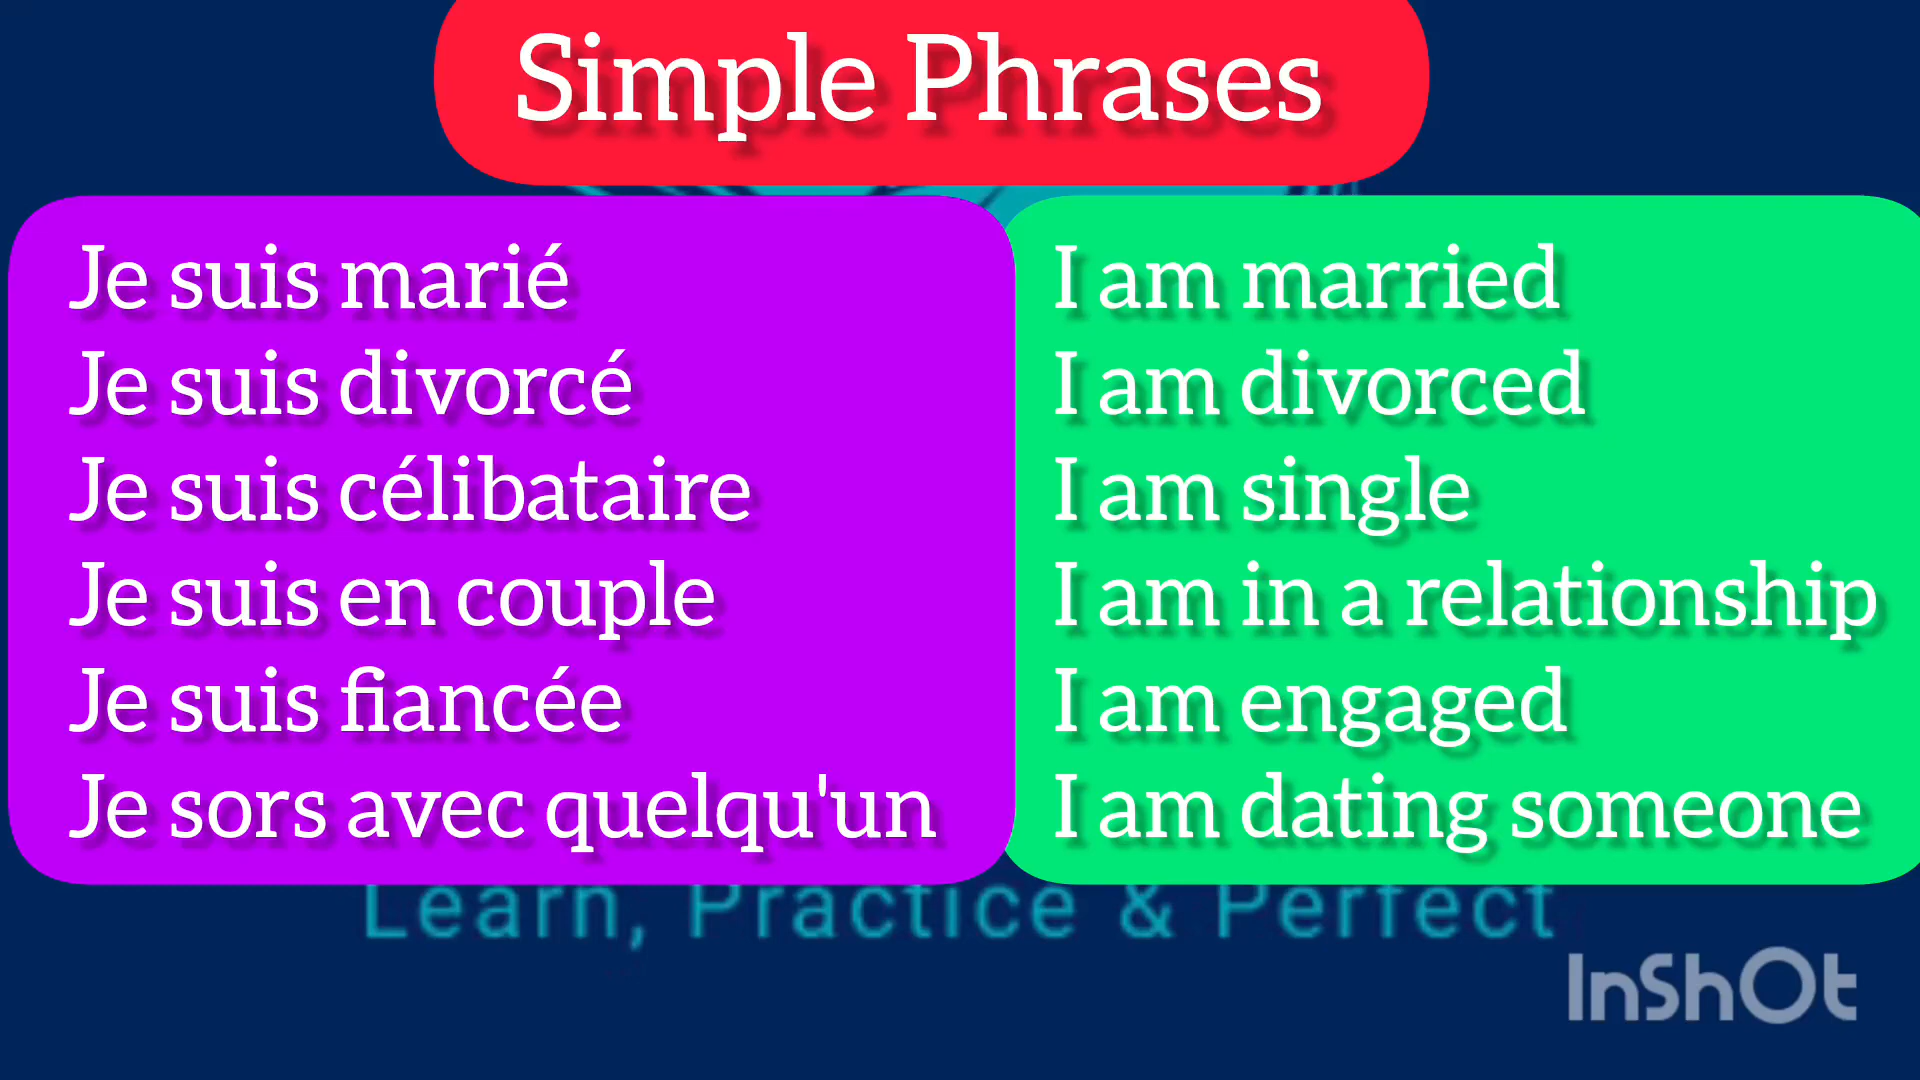 Simple Phrases
Je suis marié
Je suis divorcé
Je suis célibataire
Je suis en couple
Je suis fiancée
Je sors avec quelqu'un
I am married
I am divorced
I am single
I am in a relationship
I am engaged
I am dating someone
Learn, Practice & Perfect
InShOt